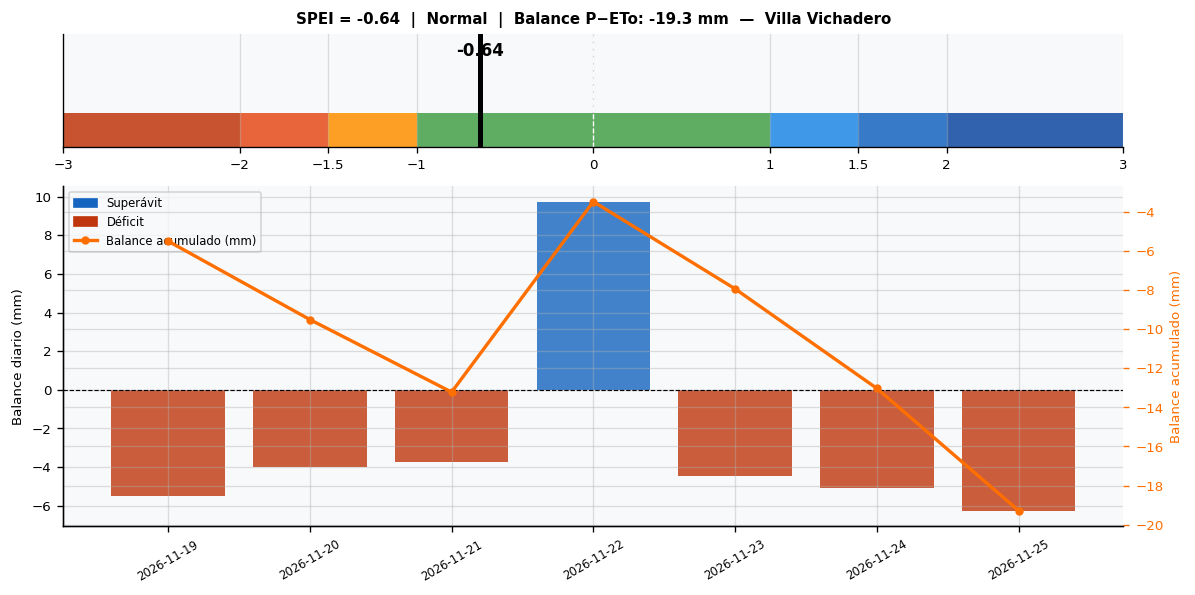 SPEI = -0.64 | Normal | Balance P−ETo: -19.3 mm — Villa Vichadero
-0.64
−3 −2 −1.5 −1 0 1 1.5 2 3
Superávit
Déficit
Balance acumulado (mm)
Balance diario (mm)
10
8
6
4
2
0
−2
−4
−6
−4
−6
−8
−10
−12
−14
−16
−18
−20
Balance acumulado (mm)
2026-11-19 2026-11-20 2026-11-21 2026-11-22 2026-11-23 2026-11-24 2026-11-25